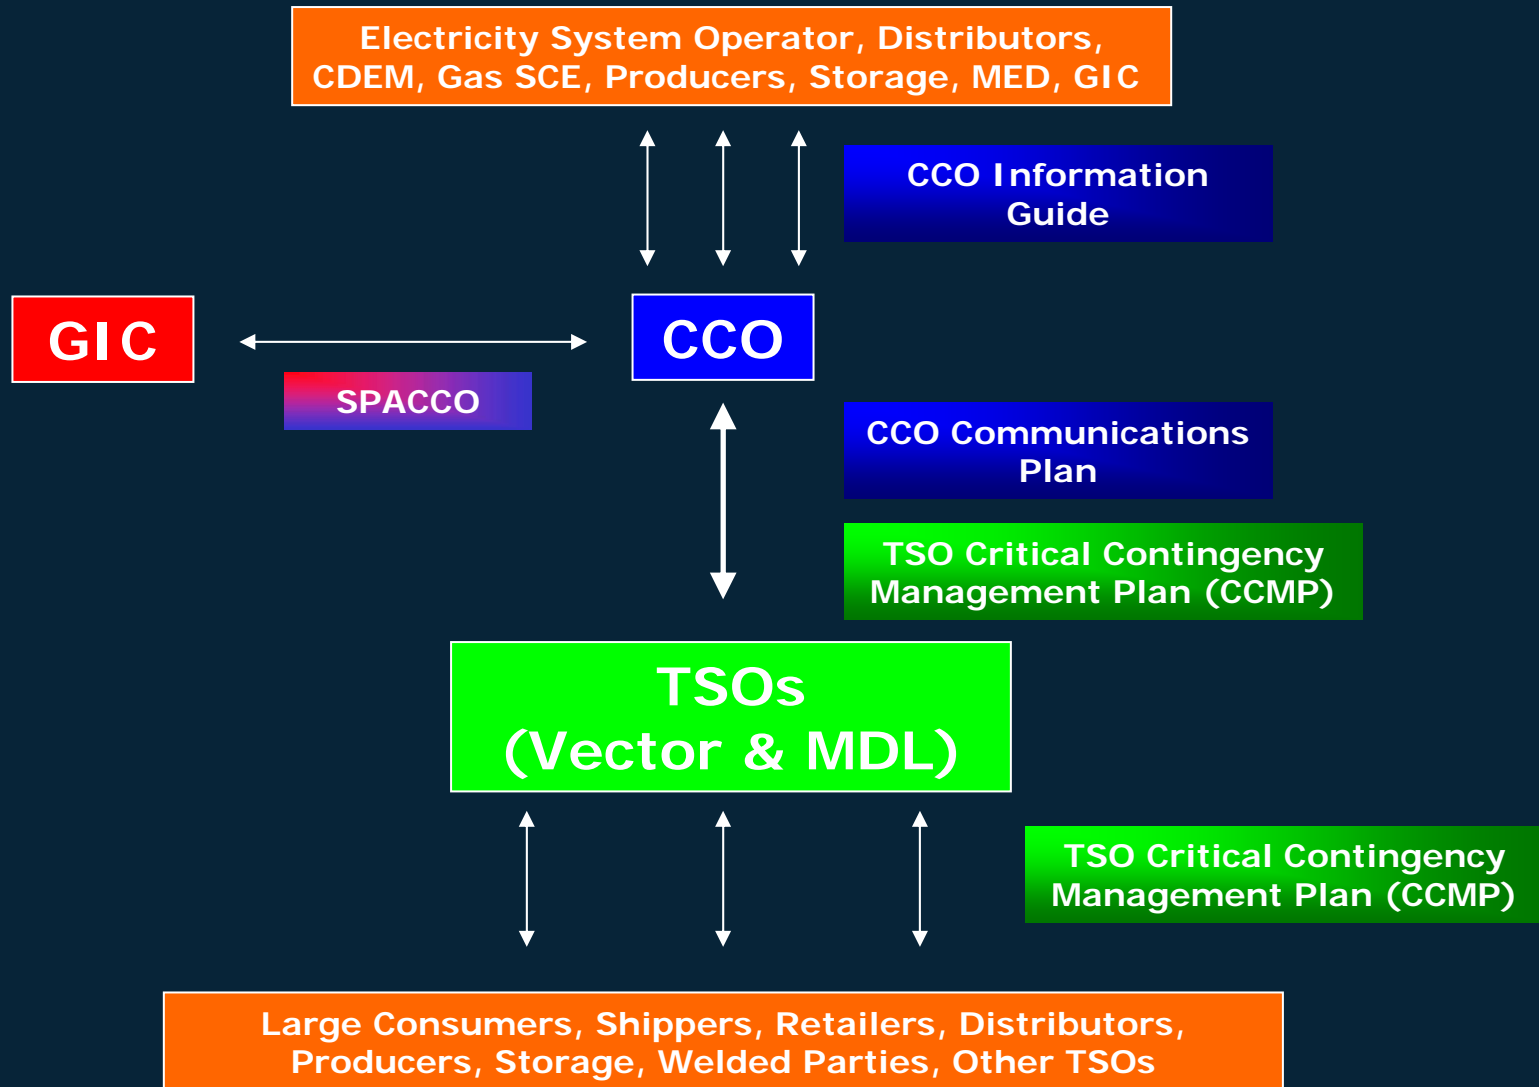 Electricity System Operator, Distributors,
CDEM, Gas SCE, Producers, Storage, MED, GIC
CCO Information
Guide
GIC
CCO
SPACCO
CCO Communications
Plan
TSO Critical Contingency
Management Plan (CCMP)
TSOs
(Vector & MDL)
TSO Critical Contingency
Management Plan (CCMP)
Large Consumers, Shippers, Retailers, Distributors,
Producers, Storage, Welded Parties, Other TSOs